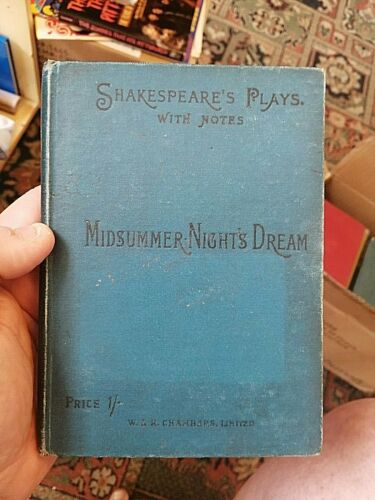 SHAKESPEARE'S PLAYS.
WITH NOTES
MIDSUMMER-NIGHT'S DREAM
PRICE 1/-
W. & R. CHAMBERS, LIMITED